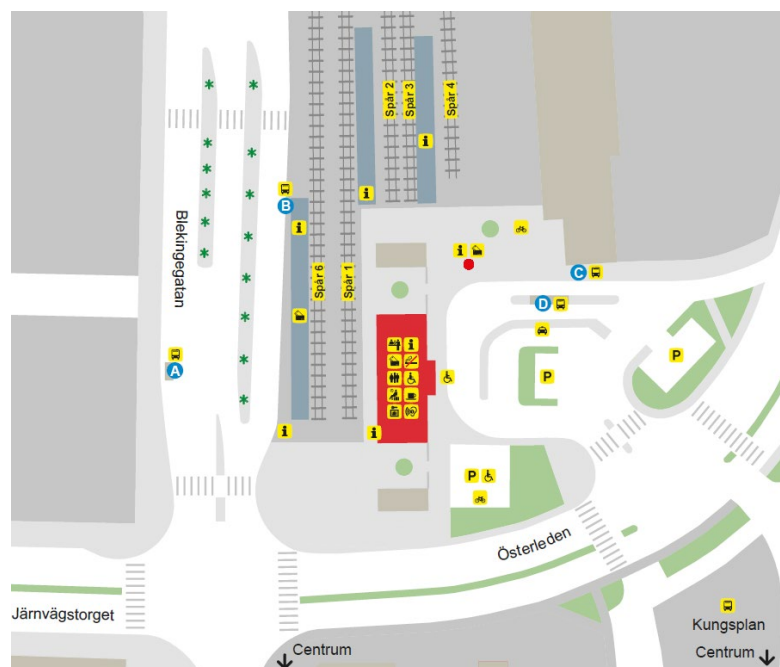 Spår 2
Spår 3
Spår 4
i
i
B
i
i
Blekingegatan
C
Spår 6
Spår 1
D
i
P
A
P
i
i
P
Österleden
Järnvägstorget
Kungsplan
Centrum
Centrum